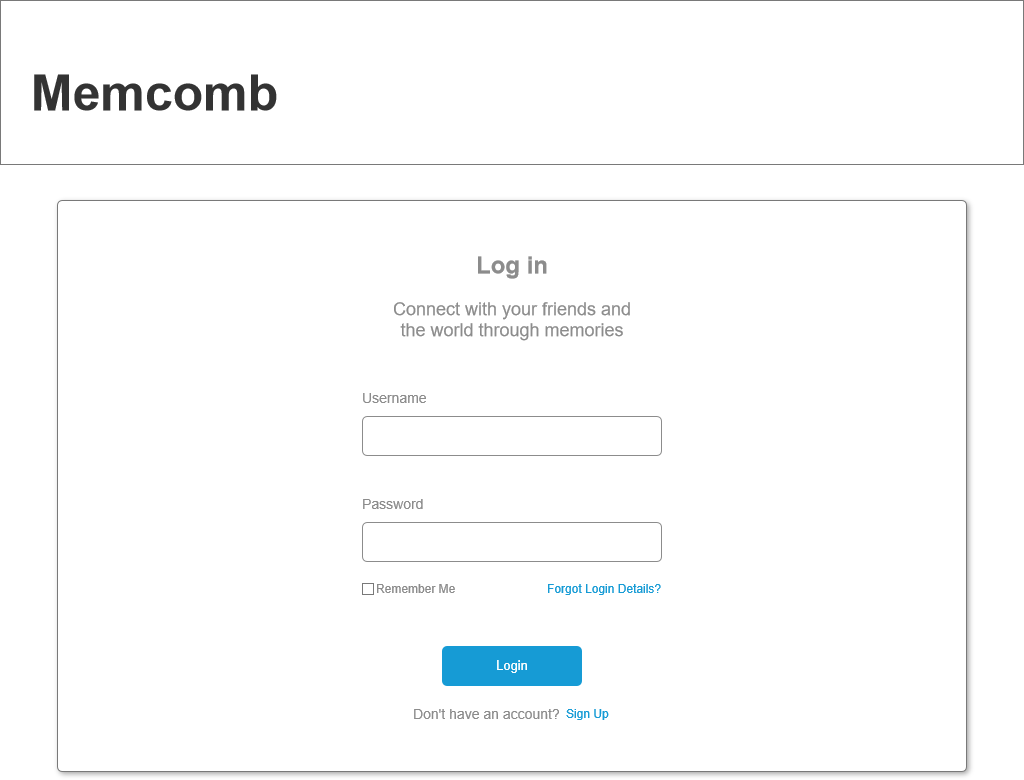 Memcomb
Log in
Connect with your friends and
the world through memories
Username
Password
Remember Me
Forgot Login Details?
Login
Don't have an account? Sign Up